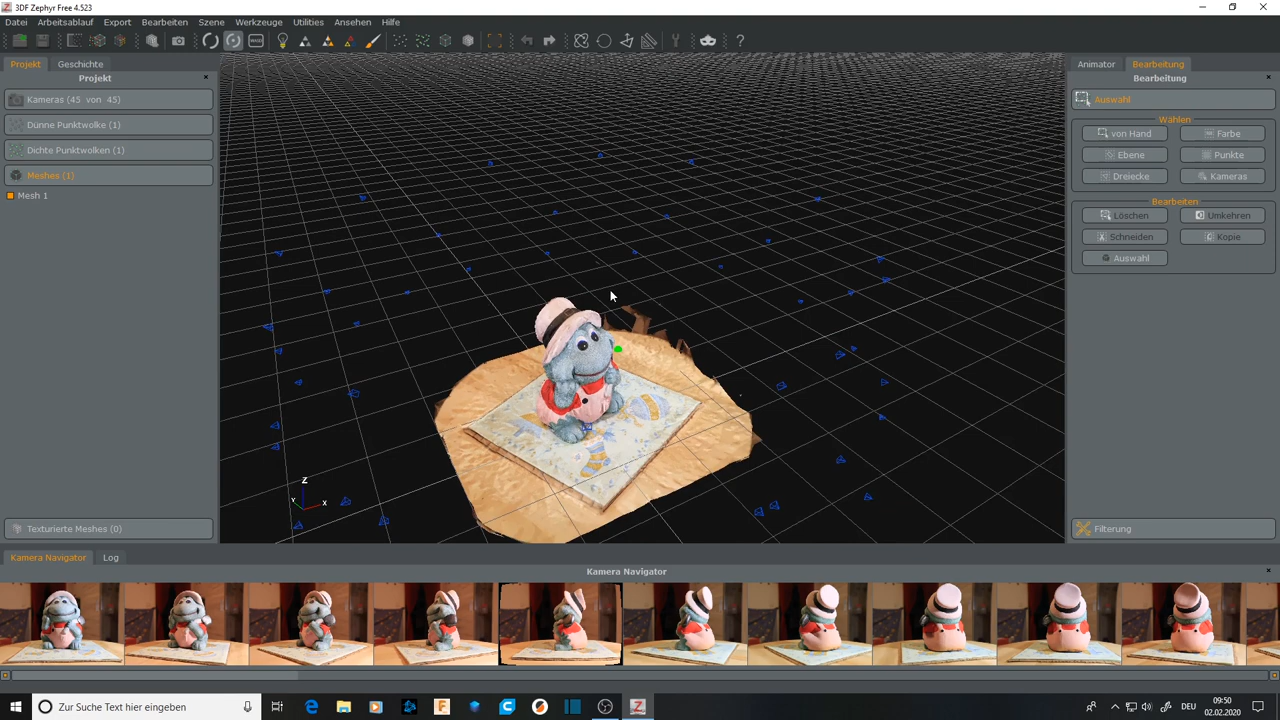 3DF Zephyr Free 4.523
Datei Arbeitsablauf Export Bearbeiten Szene Werkzeuge Utilities Ansehen Hilfe
Projekt Geschichte
Projekt
Kameras (45 von 45)
Dünne Punktwolke (1)
Dichte Punktwolken (1)
Meshes (1)
Mesh 1
Texturierte Meshes (0)
Z
Y
X
Animator Bearbeitung
Bearbeitung
Auswahl
Wählen
von Hand Farbe
Ebene Punkte
Dreiecke Kameras
Bearbeiten
Löschen Umkehren
Schneiden Kopie
Auswahl
Filterung
Kamera Navigator Log
Kamera Navigator
Zur Suche Text hier eingeben
DEU
09:50
02.02.2020